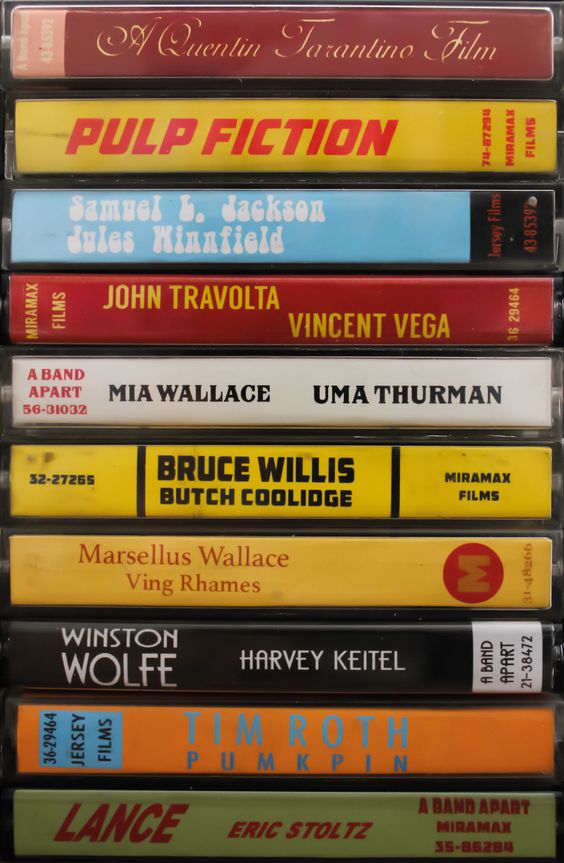 LANCE
ERIC STOLTZ
A BAND APART
MIRAMAX
35-86284
36-29464
JERSEY
FILMS
TIM ROTH
PUMKPIN
WINSTON
WOLFE
HARVEY KEITEL
A BAND
APART
21-38472
Marsellus Wallace
Ving Rhames
M
31-48266
32-27265
BRUCE WILLIS
BUTCH COOLIDGE
MIRAMAX
FILMS
A BAND
APART
56-31032
MIA WALLACE
UMA THURMAN
MIRAMAX
FILMS
JOHN TRAVOLTA
VINCENT VEGA
36 29464
Samuel L. Jackson
Jules Winnfield
Jersey Films
43-85392
PULP FICTION
74-87294
MIRAMAX
FILMS
A Band Apart
43-85392
A Quentin Tarantino Film